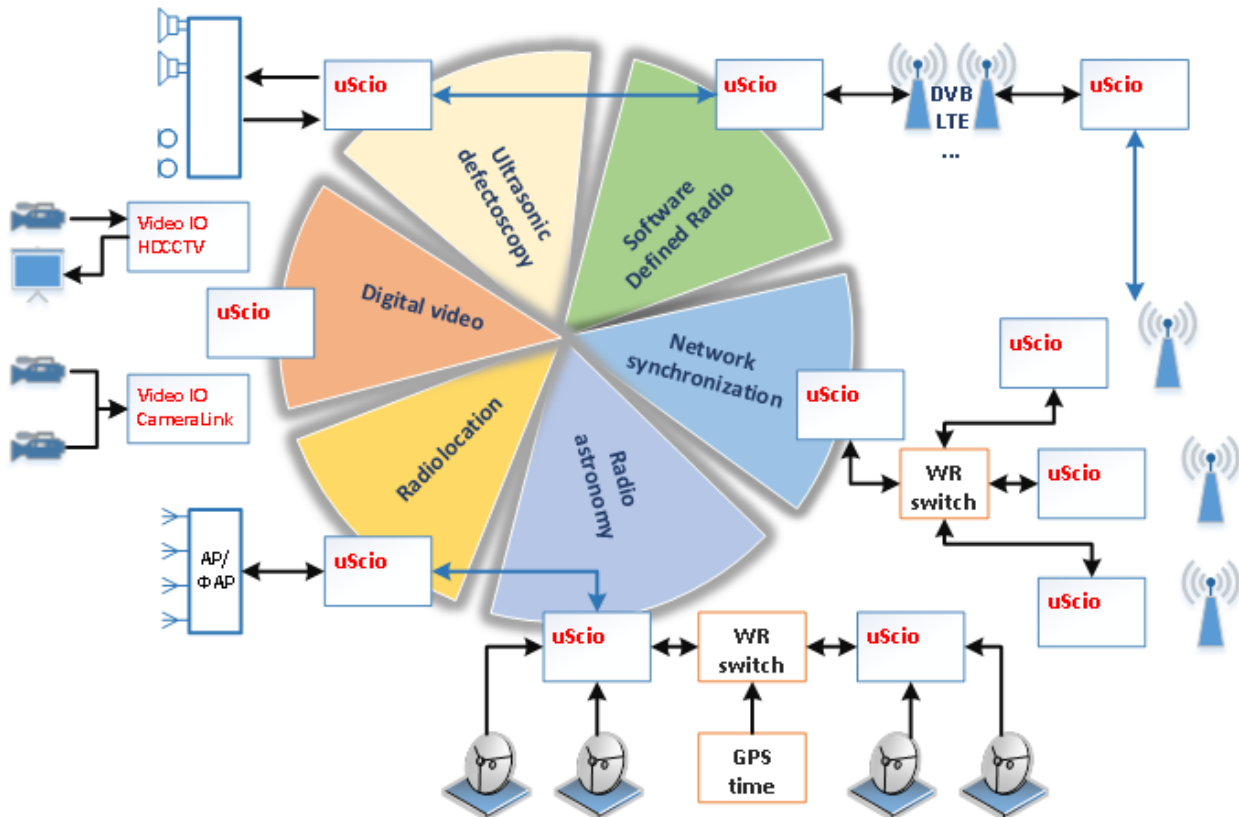 uScio
uScio
DVB
LTE
...
uScio
Ultrasonic
defectoscopy
Software
Defined Radio
Video IO
HDCCTV
Digital video
uScio
Network
synchronization
uScio
uScio
Video IO
CameraLink
Radiolocation
Radio
astronomy
WR
switch
uScio
АР/
ФАР
uScio
uScio
uScio
WR
switch
uScio
GPS
time